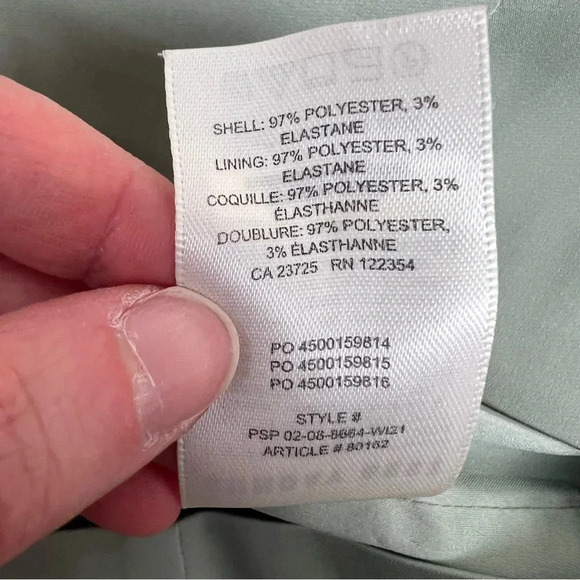 SHELL: 97% POLYESTER, 3%
ELASTANE
LINING: 97% POLYESTER, 3%
ELASTANE
COQUILLE: 97% POLYESTER, 3%
ÉLASTHANNE
DOUBLURE: 97% POLYESTER,
3% ÉLASTHANNE
CA 23725 RN 122354
PO 4500159814
PO 4500159815
PO 4500159816
STYLE #
PSP 02-08-8664-WI21
ARTICLE # 80162